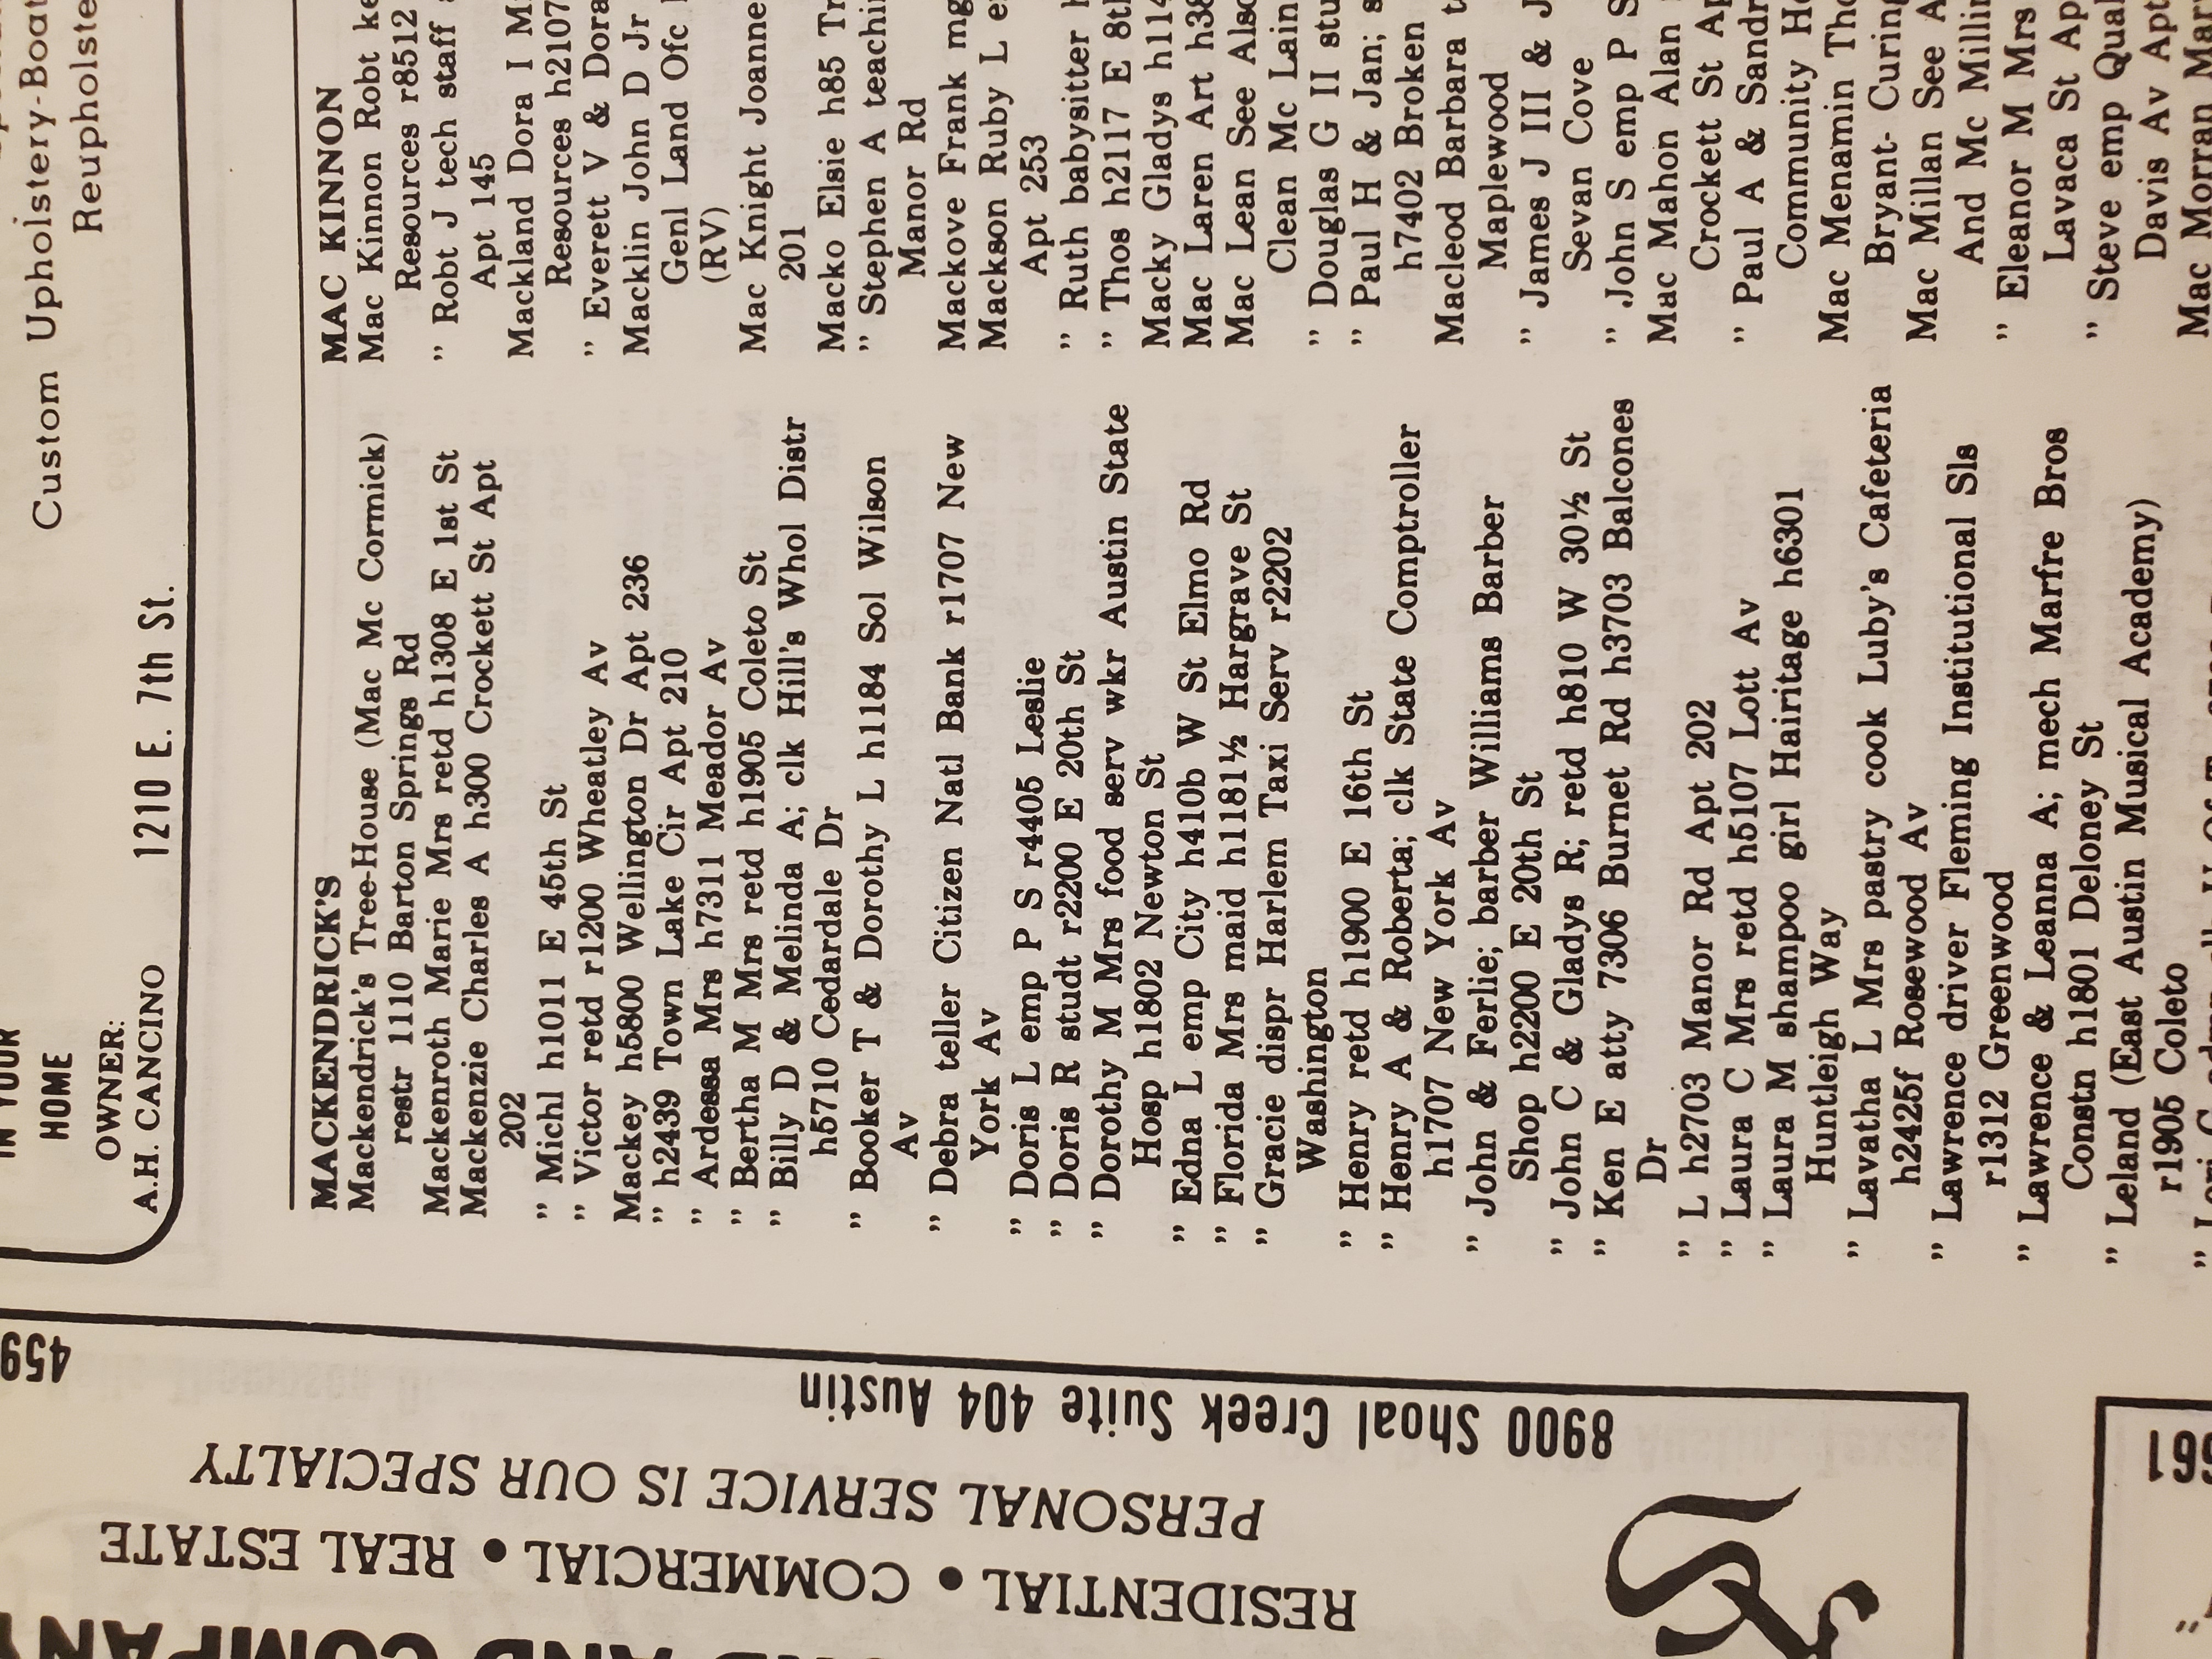 Custom Upholstery-Boat
Reupholste
IN YOUR
HOME
OWNER:
A.H. CANCINO 1210 E. 7th St.
MACKENDRICK'S
Mackendrick's Tree-House (Mac Mc Cormick)
restr 1110 Barton Springs Rd
Mackenroth Marie Mrs retd h1308 E 1st St
Mackenzie Charles A h300 Crockett St Apt
202
” Michl h1011 E 45th St
” Victor retd r1200 Wheatley Av
Mackey h5800 Wellington Dr Apt 236
” h2439 Town Lake Cir Apt 210
” Ardessa Mrs h7311 Meador Av
” Bertha M Mrs retd h1905 Coleto St
” Billy D & Melinda A; clk Hill's Whol Distr
h5710 Cedardale Dr
” Booker T & Dorothy L h1184 Sol Wilson
Av
” Debra teller Citizen Natl Bank r1707 New
York Av
” Doris L emp P S r4405 Leslie
” Doris R studt r2200 E 20th St
” Dorothy M Mrs food serv wkr Austin State
Hosp h1802 Newton St
” Edna L emp City h410b W St Elmo Rd
” Florida Mrs maid h1181½ Hargrave St
” Gracie dispr Harlem Taxi Serv r2202
Washington
” Henry retd h1900 E 16th St
” Henry A & Roberta; clk State Comptroller
h1707 New York Av
” John & Ferlie; barber Williams Barber
Shop h2200 E 20th St
” John C & Gladys R; retd h810 W 30½ St
” Ken E atty 7306 Burnet Rd h3703 Balcones
Dr
” L h2703 Manor Rd Apt 202
” Laura C Mrs retd h5107 Lott Av
” Laura M shampoo girl Hairitage h6301
Huntleigh Way
” Lavatha L Mrs pastry cook Luby's Cafeteria
h2425f Rosewood Av
” Lawrence driver Fleming Institutional Sls
r1312 Greenwood
” Lawrence & Leanna A; mech Marfre Bros
Constn h1801 Deloney St
” Leland (East Austin Musical Academy)
r1905 Coleto
MAC KINNON
Mac Kinnon Robt ke
Resources r8512
” Robt J tech staff
Apt 145
Mackland Dora I M
Resources h2107
” Everett V & Dora
Macklin John D Jr
Genl Land Ofc
(RV)
Mac Knight Joanne
201
Macko Elsie h85 Tr
” Stephen A teachi
Manor Rd
Mackove Frank mg
Mackson Ruby L e
Apt 253
” Ruth babysitter
” Thos h2117 E 8t
Macky Gladys h114
Mac Laren Art h38
Mac Lean See Also
Clean Mc Lain
” Douglas G II stu
” Paul H & Jan; s
h7402 Broken
Macleod Barbara t
Maplewood
” James J III & J
Sevan Cove
” John S emp P S
Mac Mahon Alan
Crockett St Ap
” Paul A & Sandr
Community Ho
Mac Menamin Tho
Bryant- Curing
Mac Millan See A
And Mc Millin
” Eleanor M Mrs
Lavaca St Ap
” Steve emp Qual
Davis Av Apt
Mac Morran Mar
459
8900 Shoal Creek Suite 404 Austin
PERSONAL SERVICE IS OUR SPECIALTY
RESIDENTIAL • COMMERCIAL • REAL ESTATE
AND COMPAN